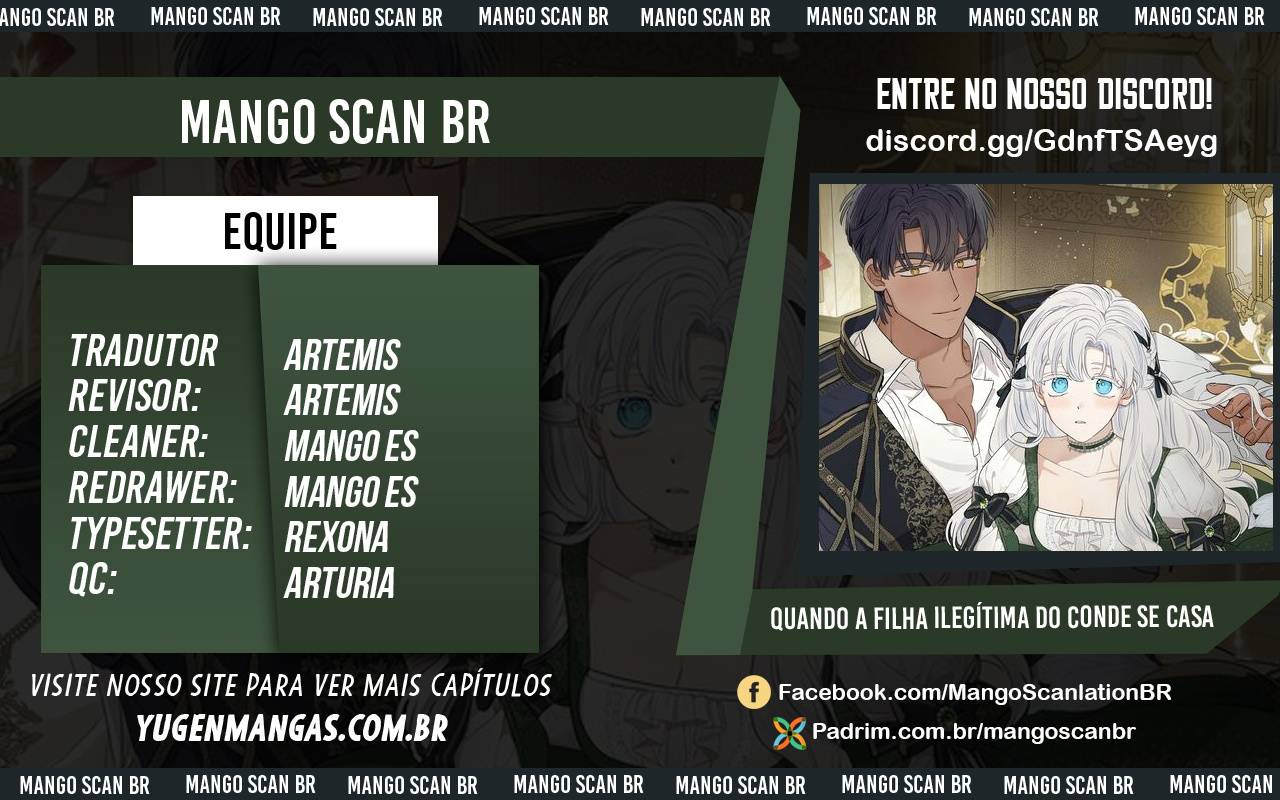 ANGO SCAN BR MANGO SCAN BR MANGO SCAN BR MANGO SCAN BR MANGO SCAN BR MANGO SCAN BR MANGO SCAN BR MANGO SCAN BR
MANGO SCAN BR
EQUIPE
TRADUTOR ARTEMIS
REVISOR: ARTEMIS
CLEANER: MANGO ES
REDRAWER: MANGO ES
TYPESETTER: REXONA
QC: ARTURIA
VISITE NOSSO SITE PARA VER MAIS CAPÍTULOS
YUGENMANGAS.COM.BR
ENTRE NO NOSSO DISCORD!
discord.gg/GdnfTSAeyg
QUANDO A FILHA ILEGÍTIMA DO CONDE SE CASA
Facebook.com/MangoScanlationBR
Padrim.com.br/mangoscanbr
MANGO SCAN BR MANGO SCAN BR MANGO SCAN BR MANGO SCAN BR MANGO SCAN BR MANGO SCAN BR MANGO SCAN BR MANGO SCAN